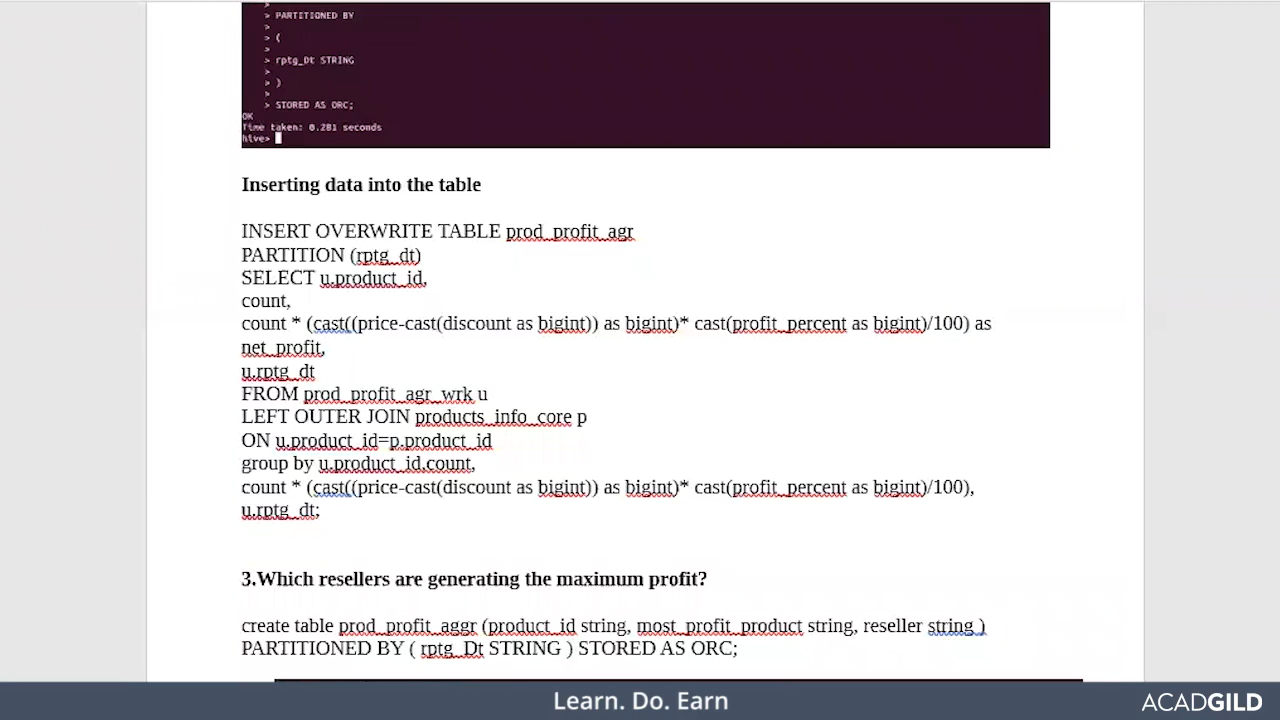 >
> PARTITIONED BY
>
> (
>
> rptg_Dt STRING
>
> )
>
> STORED AS ORC;
OK
Time taken: 0.281 seconds
hive>
Inserting data into the table
INSERT OVERWRITE TABLE prod_profit_agr
PARTITION (rptg_dt)
SELECT u.product_id,
count,
count * (cast((price-cast(discount as bigint)) as bigint)* cast(profit_percent as bigint)/100) as
net_profit,
u.rptg_dt
FROM prod_profit_agr_wrk u
LEFT OUTER JOIN products_info_core p
ON u.product_id=p.product_id
group by u.product_id,count,
count * (cast((price-cast(discount as bigint)) as bigint)* cast(profit_percent as bigint)/100),
u.rptg_dt;
3.Which resellers are generating the maximum profit?
create table prod_profit_aggr (product_id string, most_profit_product string, reseller string )
PARTITIONED BY ( rptg_Dt STRING ) STORED AS ORC;
Learn. Do. Earn
ACADGILD